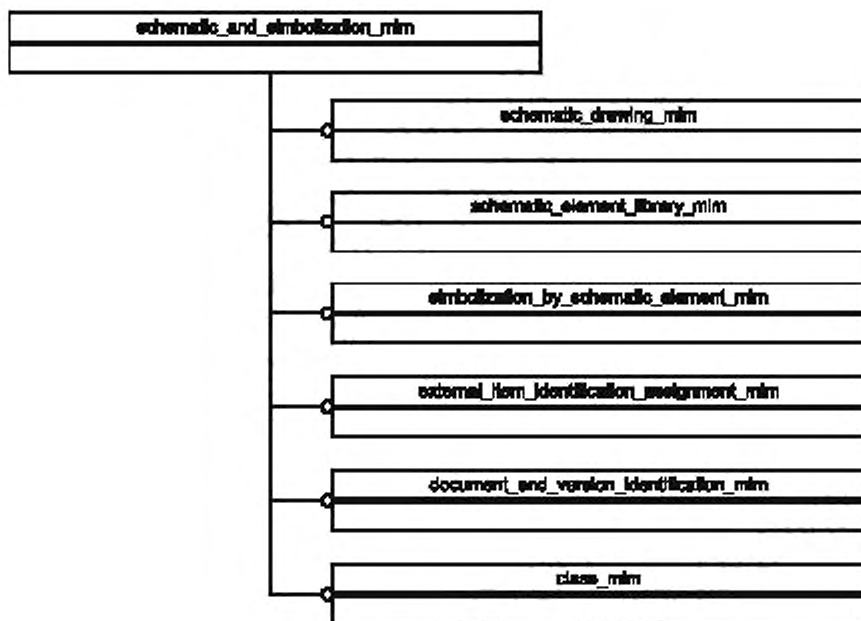 schematic_and_simbolization_mim
schematic_drawing_mim
schematic_element_library_mim
simbolization_by_schematic_element_mim
external_item_identification_assignment_mim
document_and_version_identification_mim
class_mim